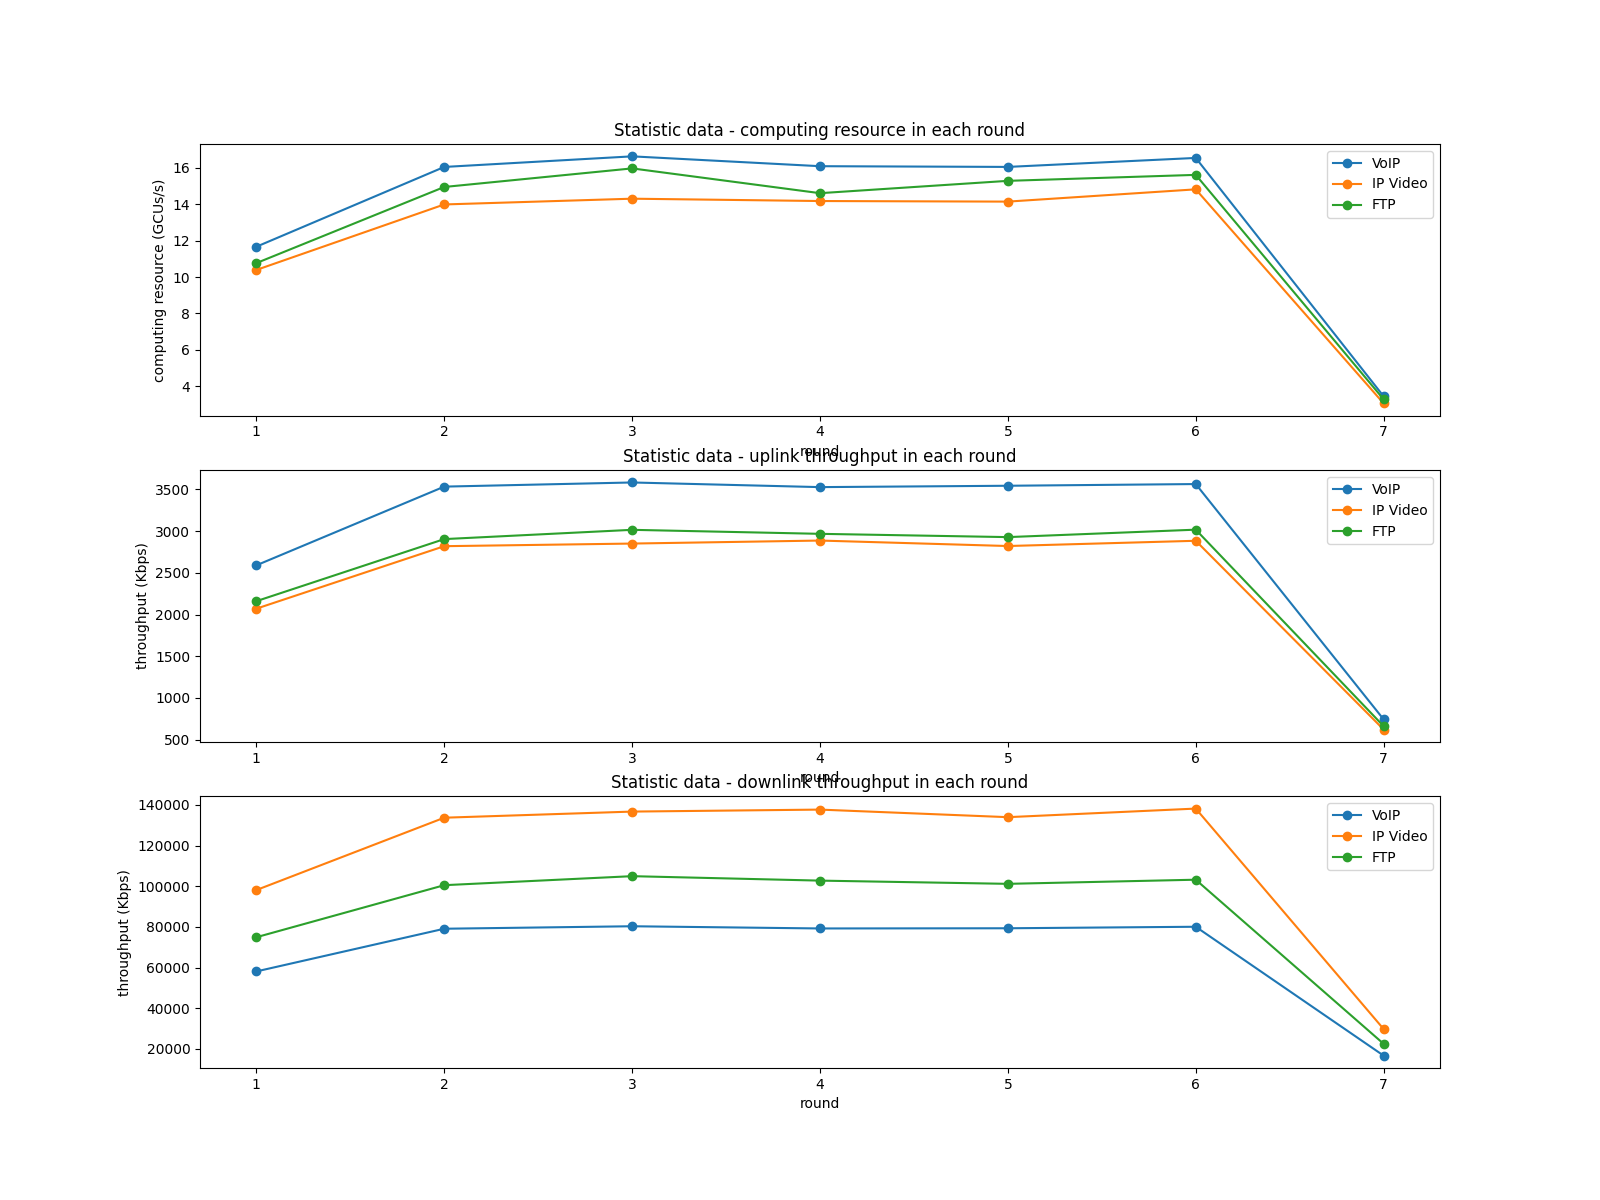 Statistic data - computing resource in each round
computing resource (GCUs/s)
16
14
12
10
8
6
4
VoIP
IP Video
FTP
1 2 3 4 5 6 7
round
Statistic data - uplink throughput in each round
throughput (Kbps)
3500
3000
2500
2000
1500
1000
500
VoIP
IP Video
FTP
1 2 3 4 5 6 7
round
Statistic data - downlink throughput in each round
throughput (Kbps)
140000
120000
100000
80000
60000
40000
20000
VoIP
IP Video
FTP
1 2 3 4 5 6 7
round